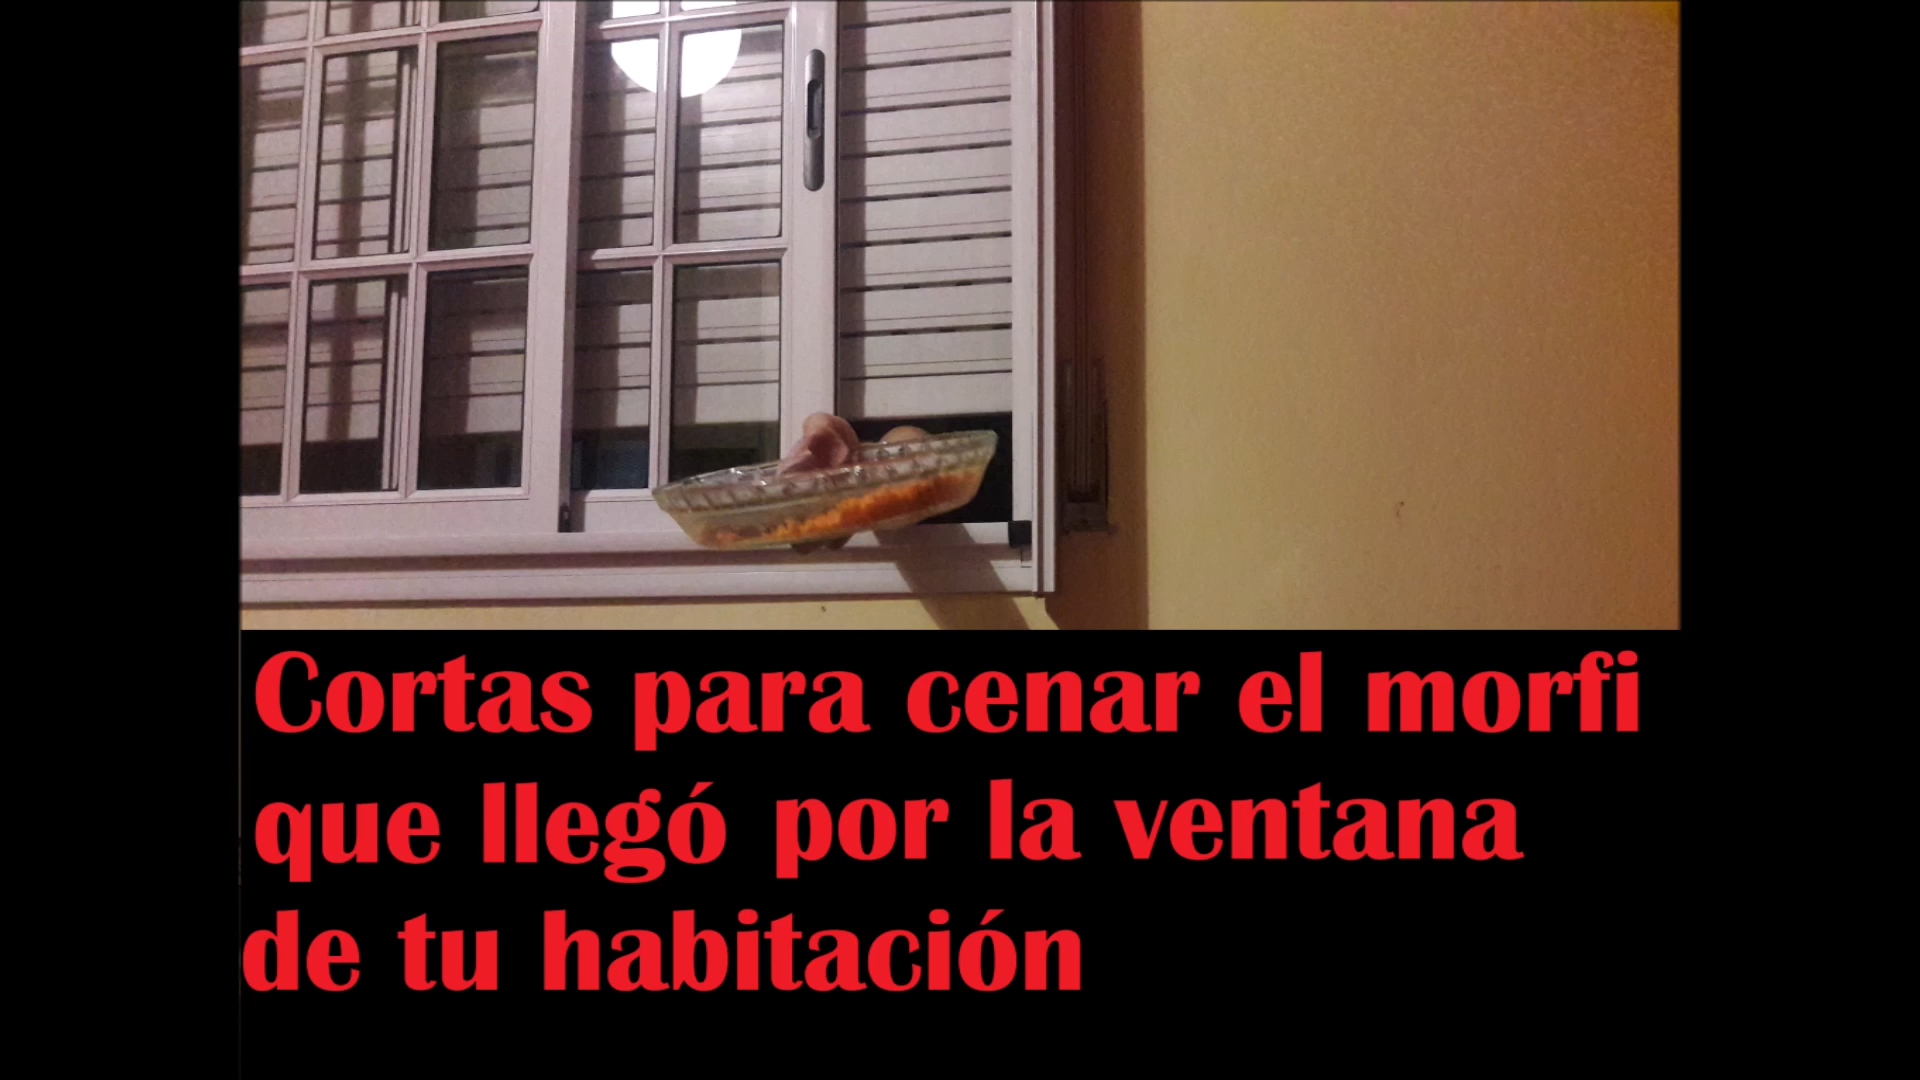 Cortas para cenar el morfi
que llegó por la ventana
de tu habitación